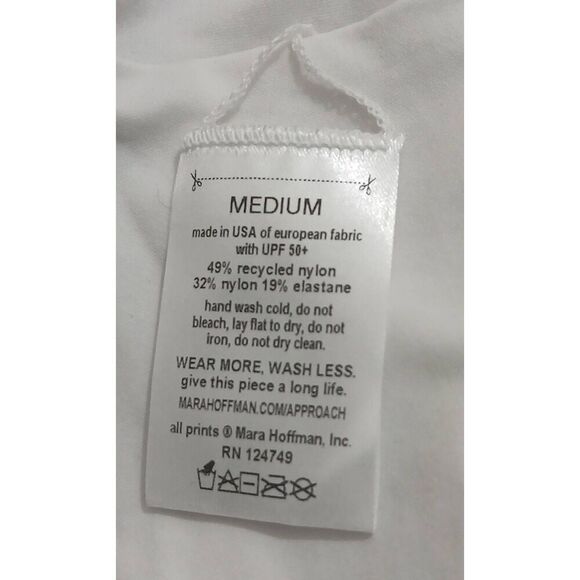 MEDIUM
made in USA of european fabric
with UPF 50+
49% recycled nylon
32% nylon 19% elastane
hand wash cold, do not
bleach, lay flat to dry, do not
iron, do not dry clean.
WEAR MORE, WASH LESS.
give this piece a long life.
MARAHOFFMAN.COM/APPROACH
all prints ® Mara Hoffman, Inc.
RN 124749